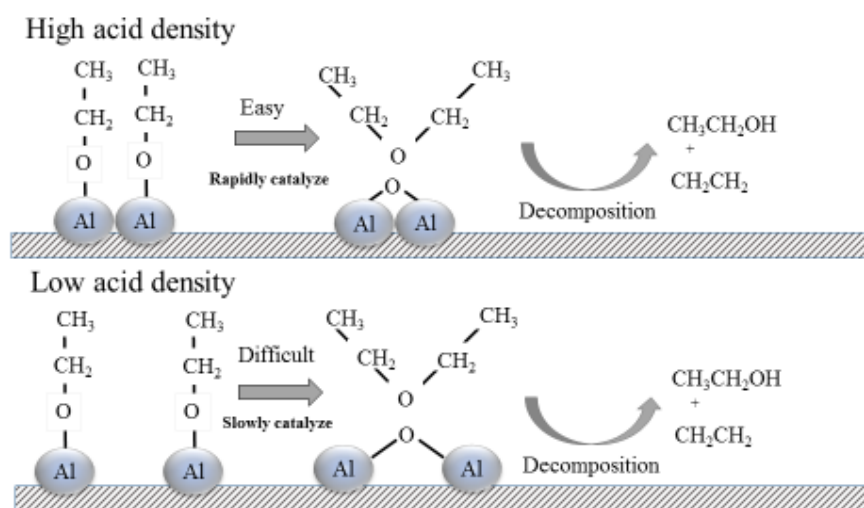 High acid density
CH₃ CH₃
CH₂ CH₂
O O
Al Al
Easy
Rapidly catalyze
CH₃ CH₃
CH₂ CH₂
O
O
Al Al
Decomposition
CH₃CH₂OH
+
CH₂CH₂
Low acid density
CH₃ CH₃
CH₂ CH₂
O O
Al Al
Difficult
Slowly catalyze
CH₃ CH₃
CH₂ CH₂
O
O
Al Al
Decomposition
CH₃CH₂OH
+
CH₂CH₂